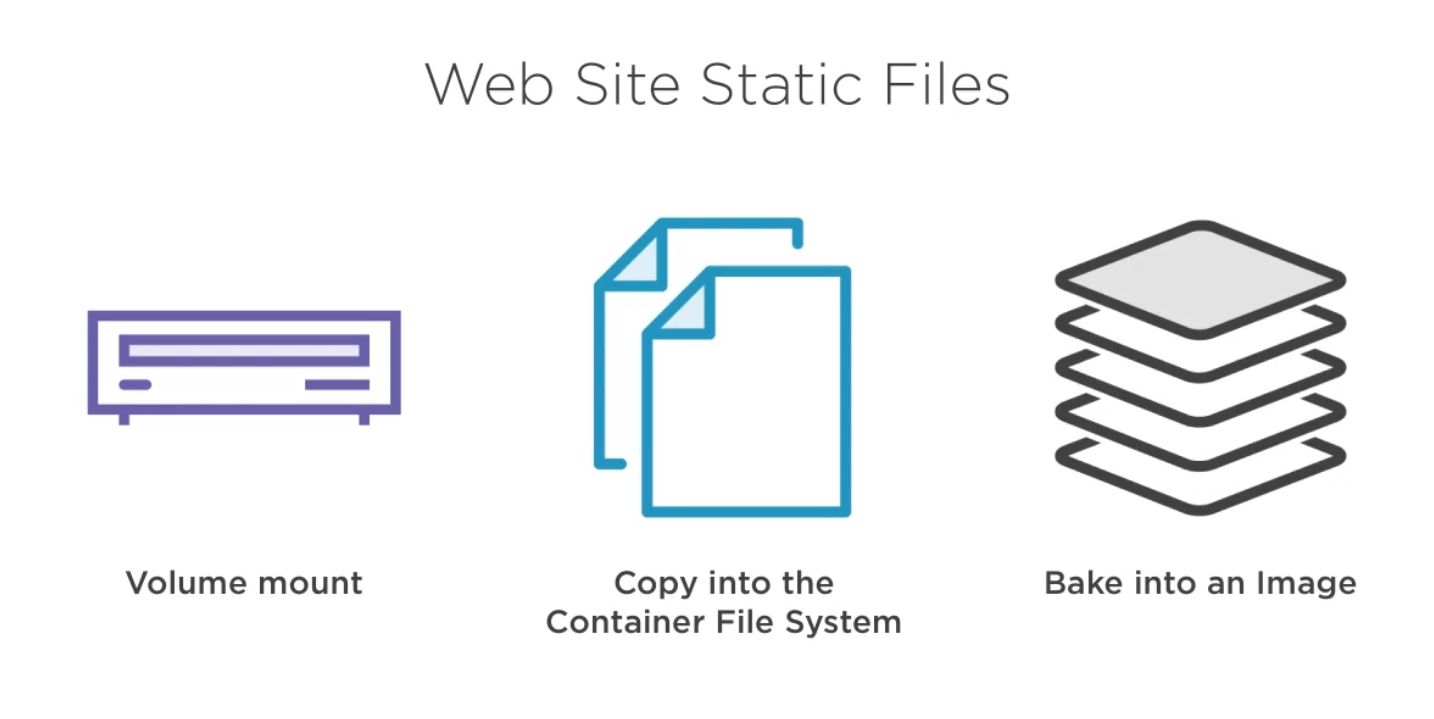 Web Site Static Files
Volume mount
Copy into the
Container File System
Bake into an Image